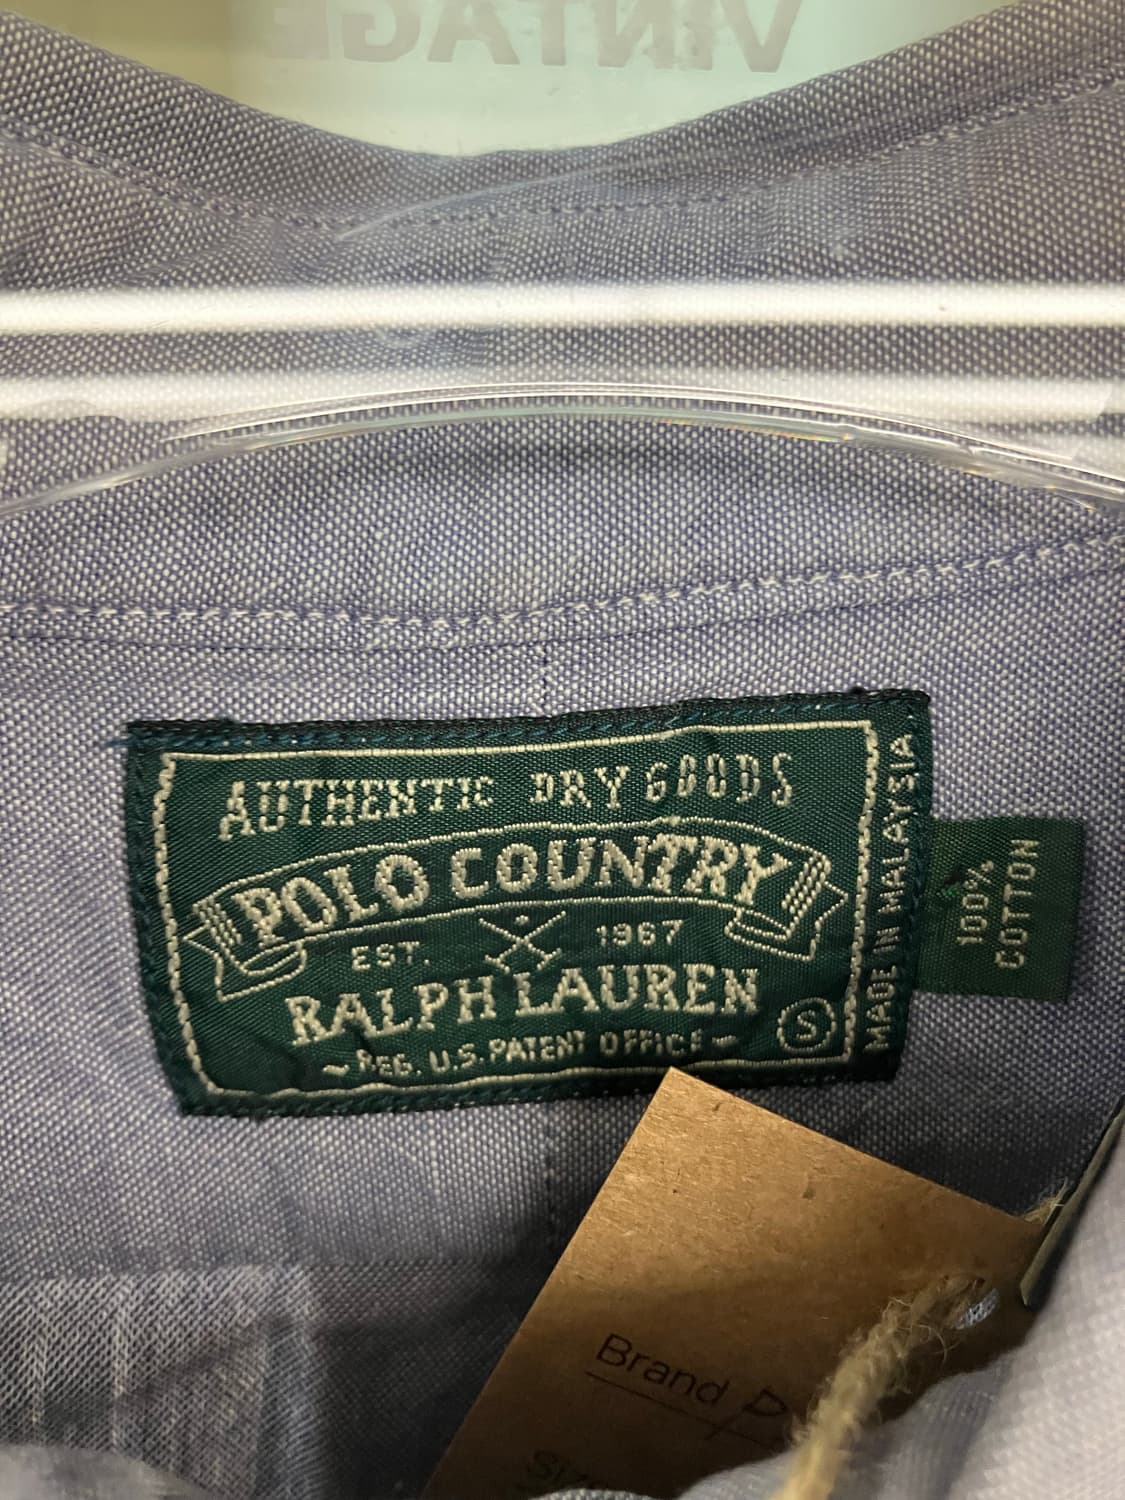 VINTAGE
AUTHENTIC DRY GOODS
POLO COUNTRY
EST. 1967
RALPH LAUREN
~ REG. U.S. PATENT OFFICE ~
S
MADE IN MALAYSIA
100%
COTTON
Brand
Size